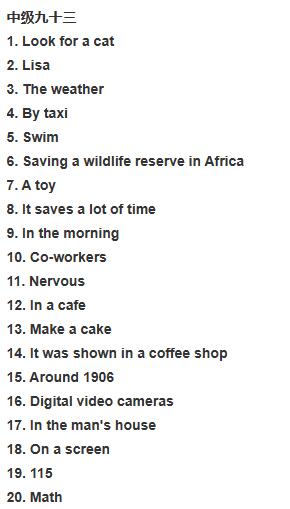 中级九十三
1. Look for a cat
2. Lisa
3. The weather
4. By taxi
5. Swim
6. Saving a wildlife reserve in Africa
7. A toy
8. It saves a lot of time
9. In the morning
10. Co-workers
11. Nervous
12. In a cafe
13. Make a cake
14. It was shown in a coffee shop
15. Around 1906
16. Digital video cameras
17. In the man's house
18. On a screen
19. 115
20. Math